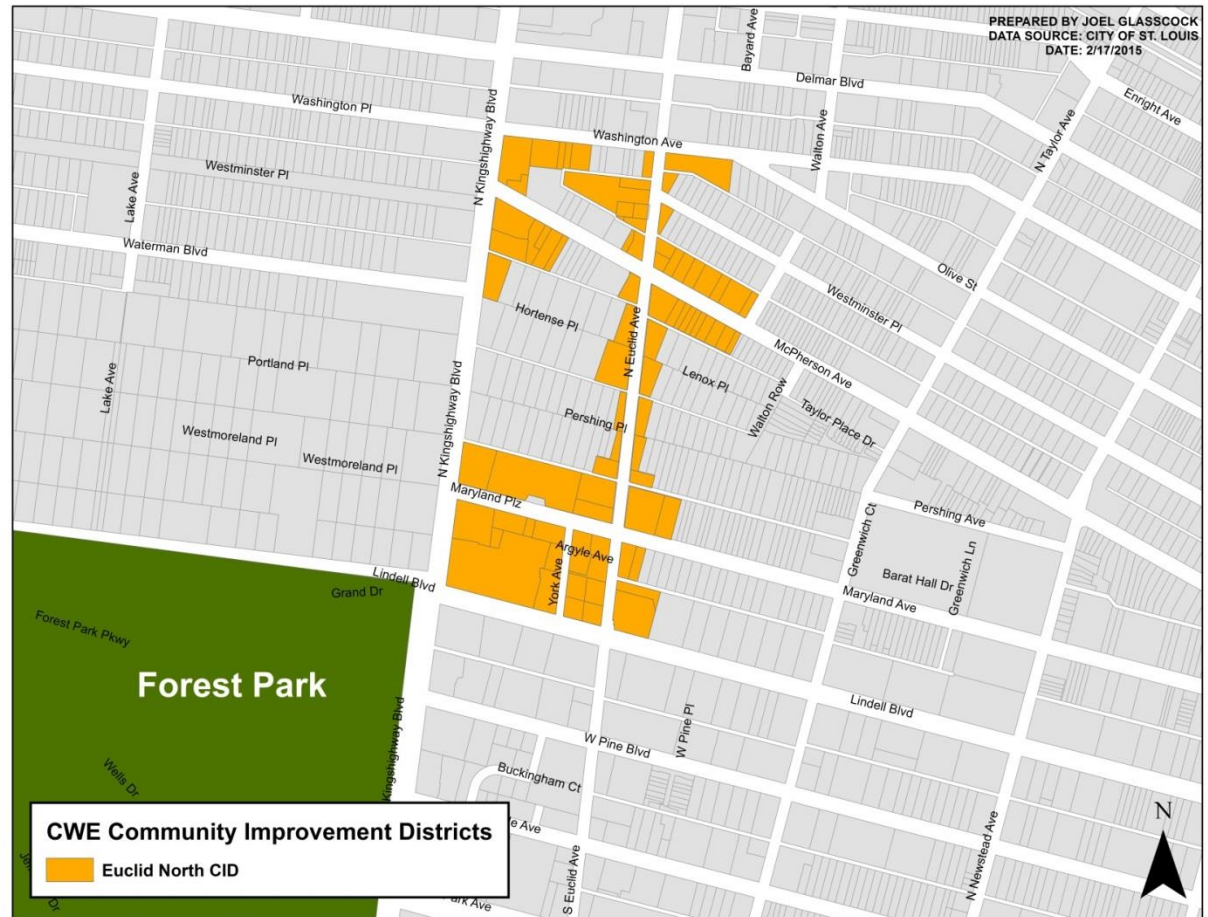 PREPARED BY JOEL GLASSCOCK
DATA SOURCE: CITY OF ST. LOUIS
DATE: 2/17/2015
Bayard Ave
Delmar Blvd
Enright Ave
Washington Pl
N Kingshighway Blvd
Washington Ave
Walton Ave
N Taylor Ave
Westminster Pl
Lake Ave
Waterman Blvd
Olive St
Westminster Pl
Hortense Pl
N Euclid Ave
McPherson Ave
Portland Pl
Lenox Pl
Lake Ave
Walton Row
Taylor Place Dr
Pershing Pl
Westmoreland Pl
Westmoreland Pl
N Kingshighway Blvd
Maryland Plz
Pershing Ave
Greenwich Ct
Argyle Ave
York Ave
Barat Hall Dr
Greenwich Ln
Maryland Ave
Lindell Blvd
Grand Dr
Forest Park Pkwy
Forest Park
Lindell Blvd
W Pine Pl
W Pine Blvd
Kingshighway Blvd
Wells Dr
Buckingham Ct
Ave
N Newstead Ave
S Euclid Ave
Ave
Dr
N
CWE Community Improvement Districts
Euclid North CID